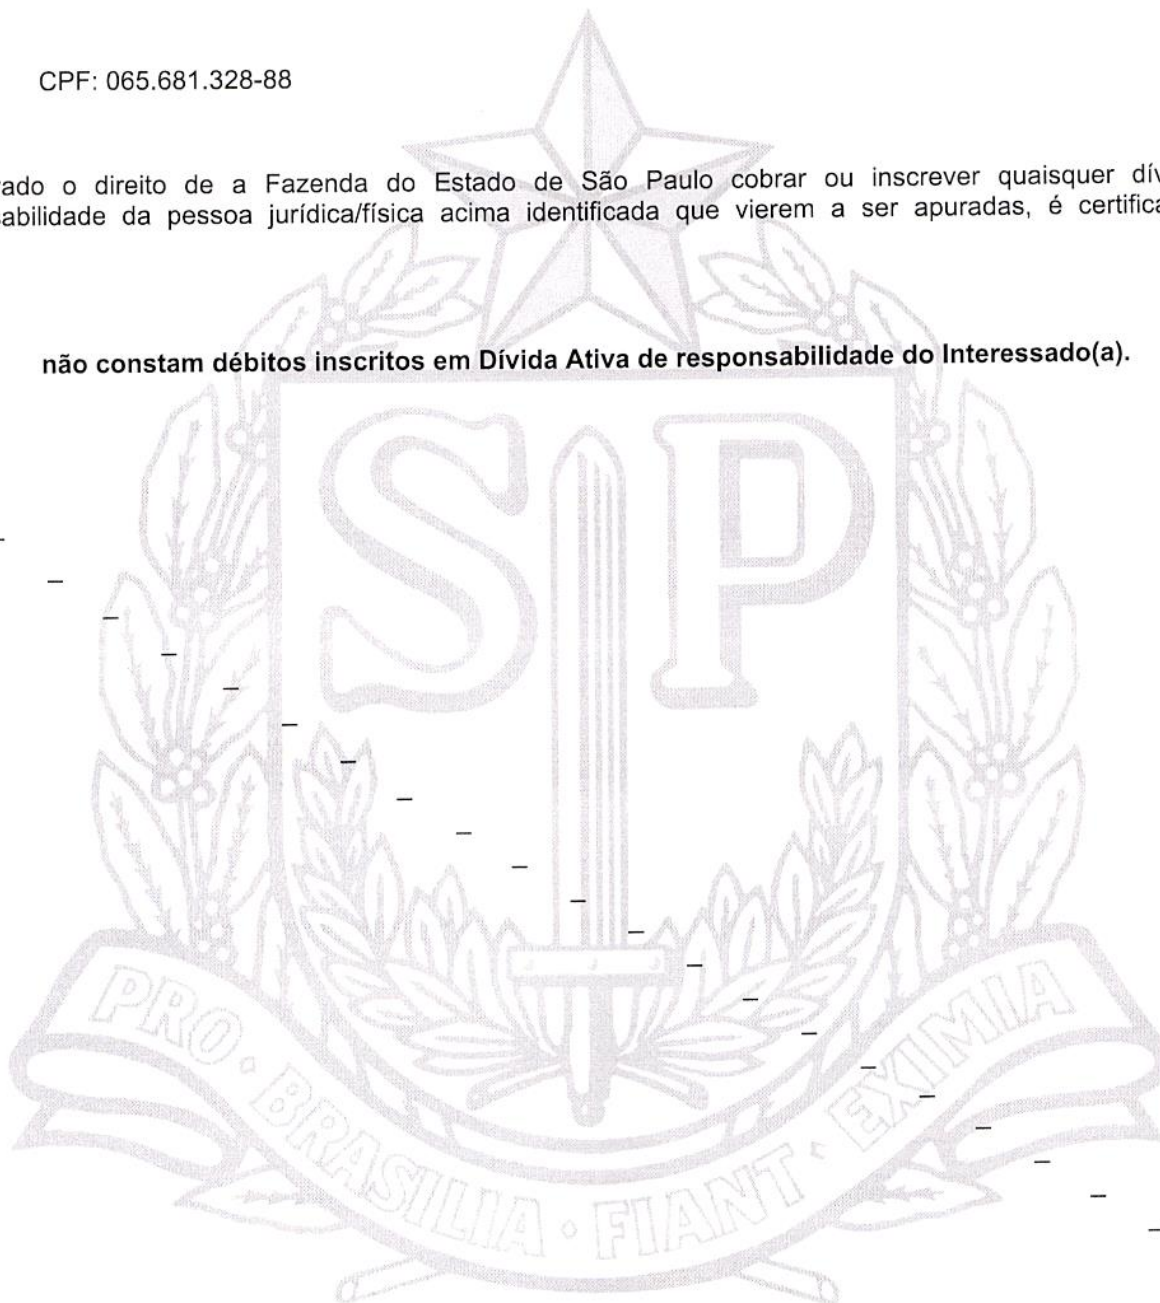 CPF: 065.681.328-88
ado o direito de a Fazenda do Estado de São Paulo cobrar ou inscrever quaisquer dív
sabilidade da pessoa jurídica/física acima identificada que vierem a ser apuradas, é certifica
não constam débitos inscritos em Dívida Ativa de responsabilidade do Interessado(a).
SP
PRO • BRASILIA • FIANT • EXIMIA